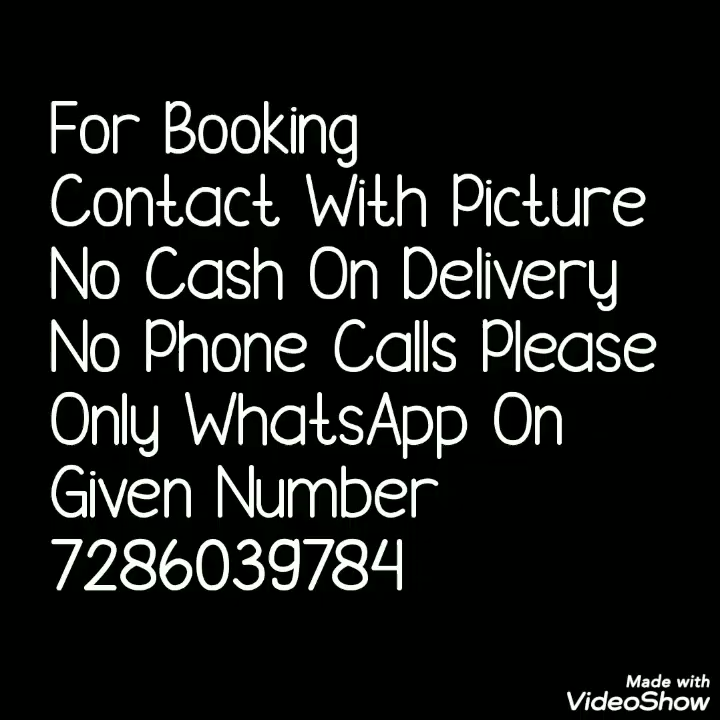 For Booking
Contact With Picture
No Cash On Delivery
No Phone Calls Please
Only WhatsApp On
Given Number
7286039784
Made with
VideoShow